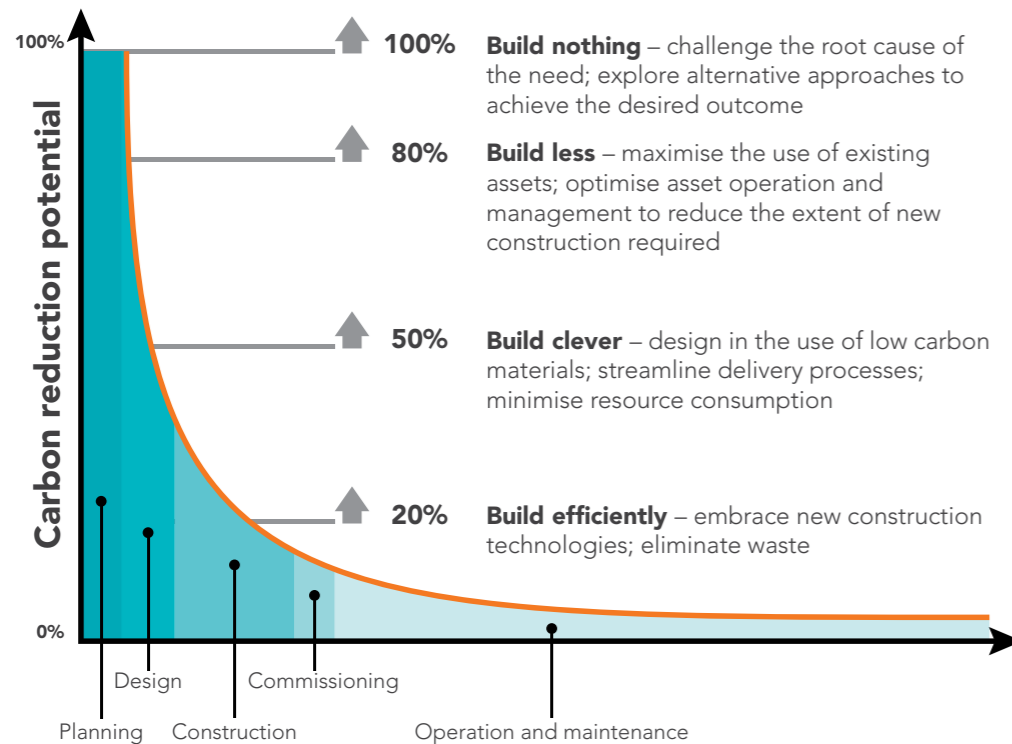 100%
Carbon reduction potential
0%
100%
Build nothing – challenge the root cause of
the need; explore alternative approaches to
achieve the desired outcome
80%
Build less – maximise the use of existing
assets; optimise asset operation and
management to reduce the extent of new
construction required
50%
Build clever – design in the use of low carbon
materials; streamline delivery processes;
minimise resource consumption
20%
Build efficiently – embrace new construction
technologies; eliminate waste
Design
Commissioning
Planning
Construction
Operation and maintenance